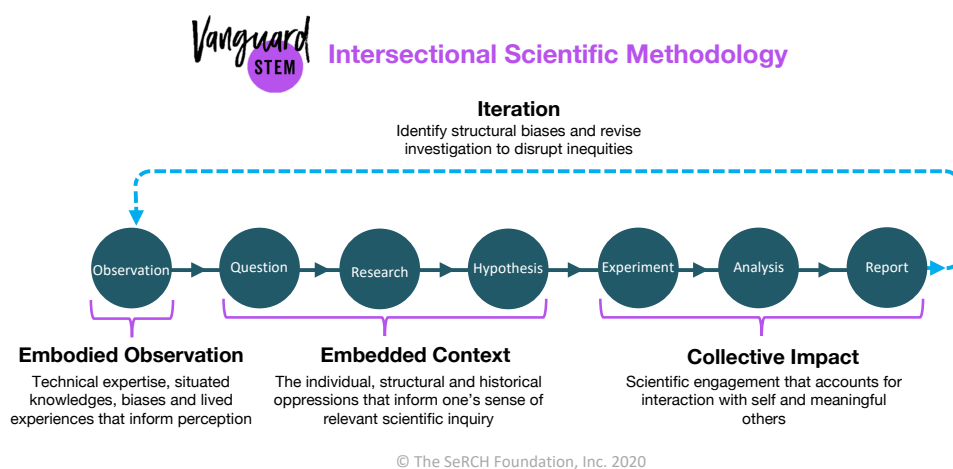 Vanguard
STEM
Intersectional Scientific Methodology
Iteration
Identify structural biases and revise
investigation to disrupt inequities
Observation
Question
Research
Hypothesis
Experiment
Analysis
Report
Embodied Observation
Technical expertise, situated
knowledges, biases and lived
experiences that inform perception
Embedded Context
The individual, structural and historical
oppressions that inform one's sense of
relevant scientific inquiry
Collective Impact
Scientific engagement that accounts for
interaction with self and meaningful
others
© The SeRCH Foundation, Inc. 2020